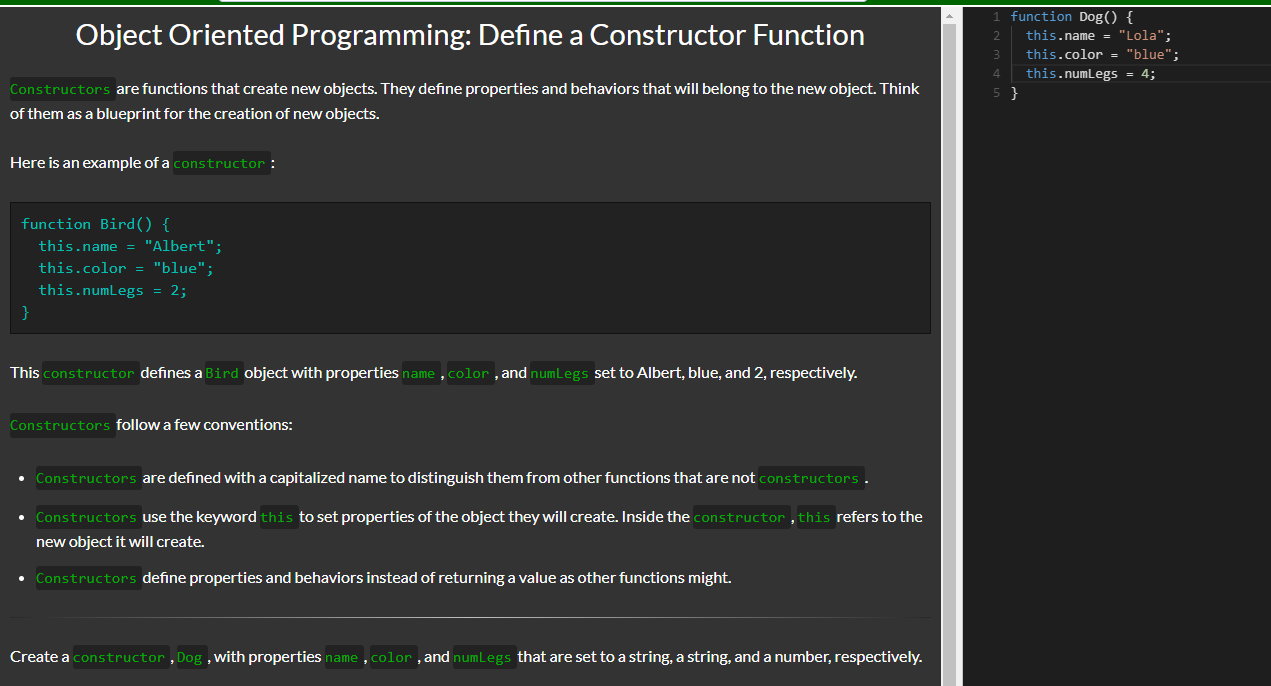 Object Oriented Programming: Define a Constructor Function
Constructors are functions that create new objects. They define properties and behaviors that will belong to the new object. Think
of them as a blueprint for the creation of new objects.
Here is an example of a constructor :
function Bird() {
  this.name = "Albert";
  this.color = "blue";
  this.numLegs = 2;
}
This constructor defines a Bird object with properties name , color , and numLegs set to Albert, blue, and 2, respectively.
Constructors follow a few conventions:
• Constructors are defined with a capitalized name to distinguish them from other functions that are not constructors .
• Constructors use the keyword this to set properties of the object they will create. Inside the constructor , this refers to the
new object it will create.
• Constructors define properties and behaviors instead of returning a value as other functions might.
Create a constructor , Dog , with properties name , color , and numLegs that are set to a string, a string, and a number, respectively.
1 function Dog() {
2   this.name = "Lola";
3   this.color = "blue";
4   this.numLegs = 4;
5 }